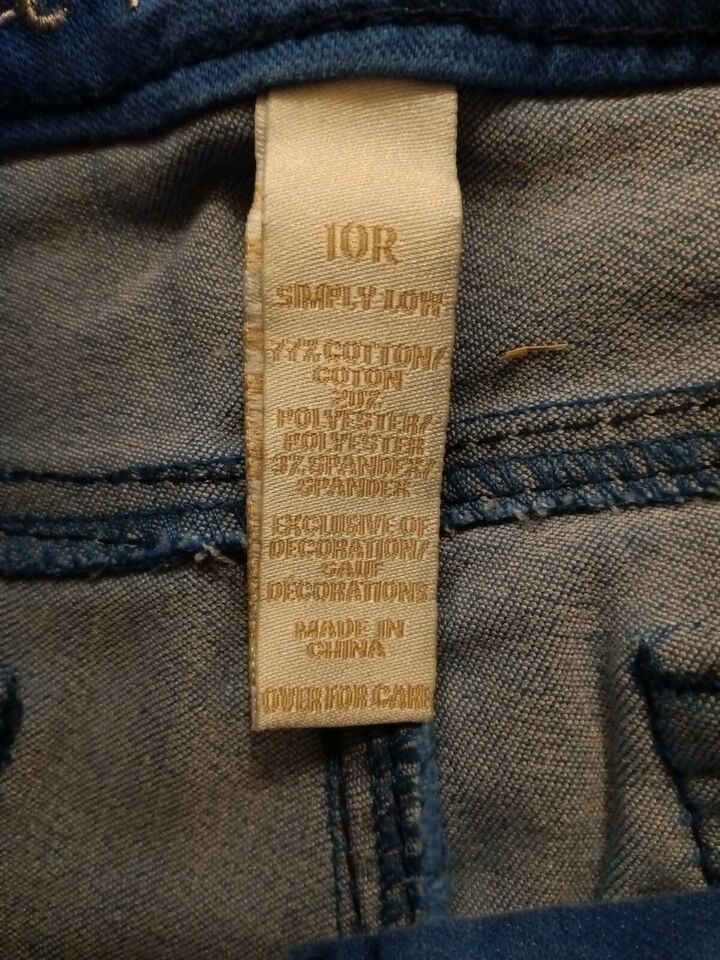 10R
SIMPLY LOW
77% COTTON/
COTON
20%
POLYESTER/
POLYESTER
3% SPANDEX/
SPANDEX
EXCLUSIVE OF
DECORATION/
SAUF
DÉCORATIONS
MADE IN
CHINA
OVER FOR CARE